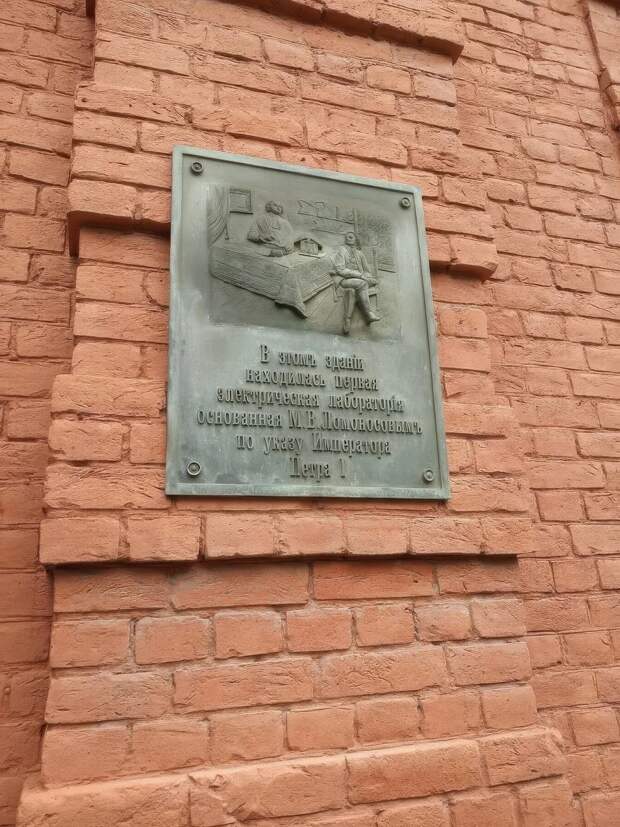 В этомъ зданіи
находилась первая
электрическая лабораторія
основанная М.В.Ломоносовымъ
по указу Императора
Петра I